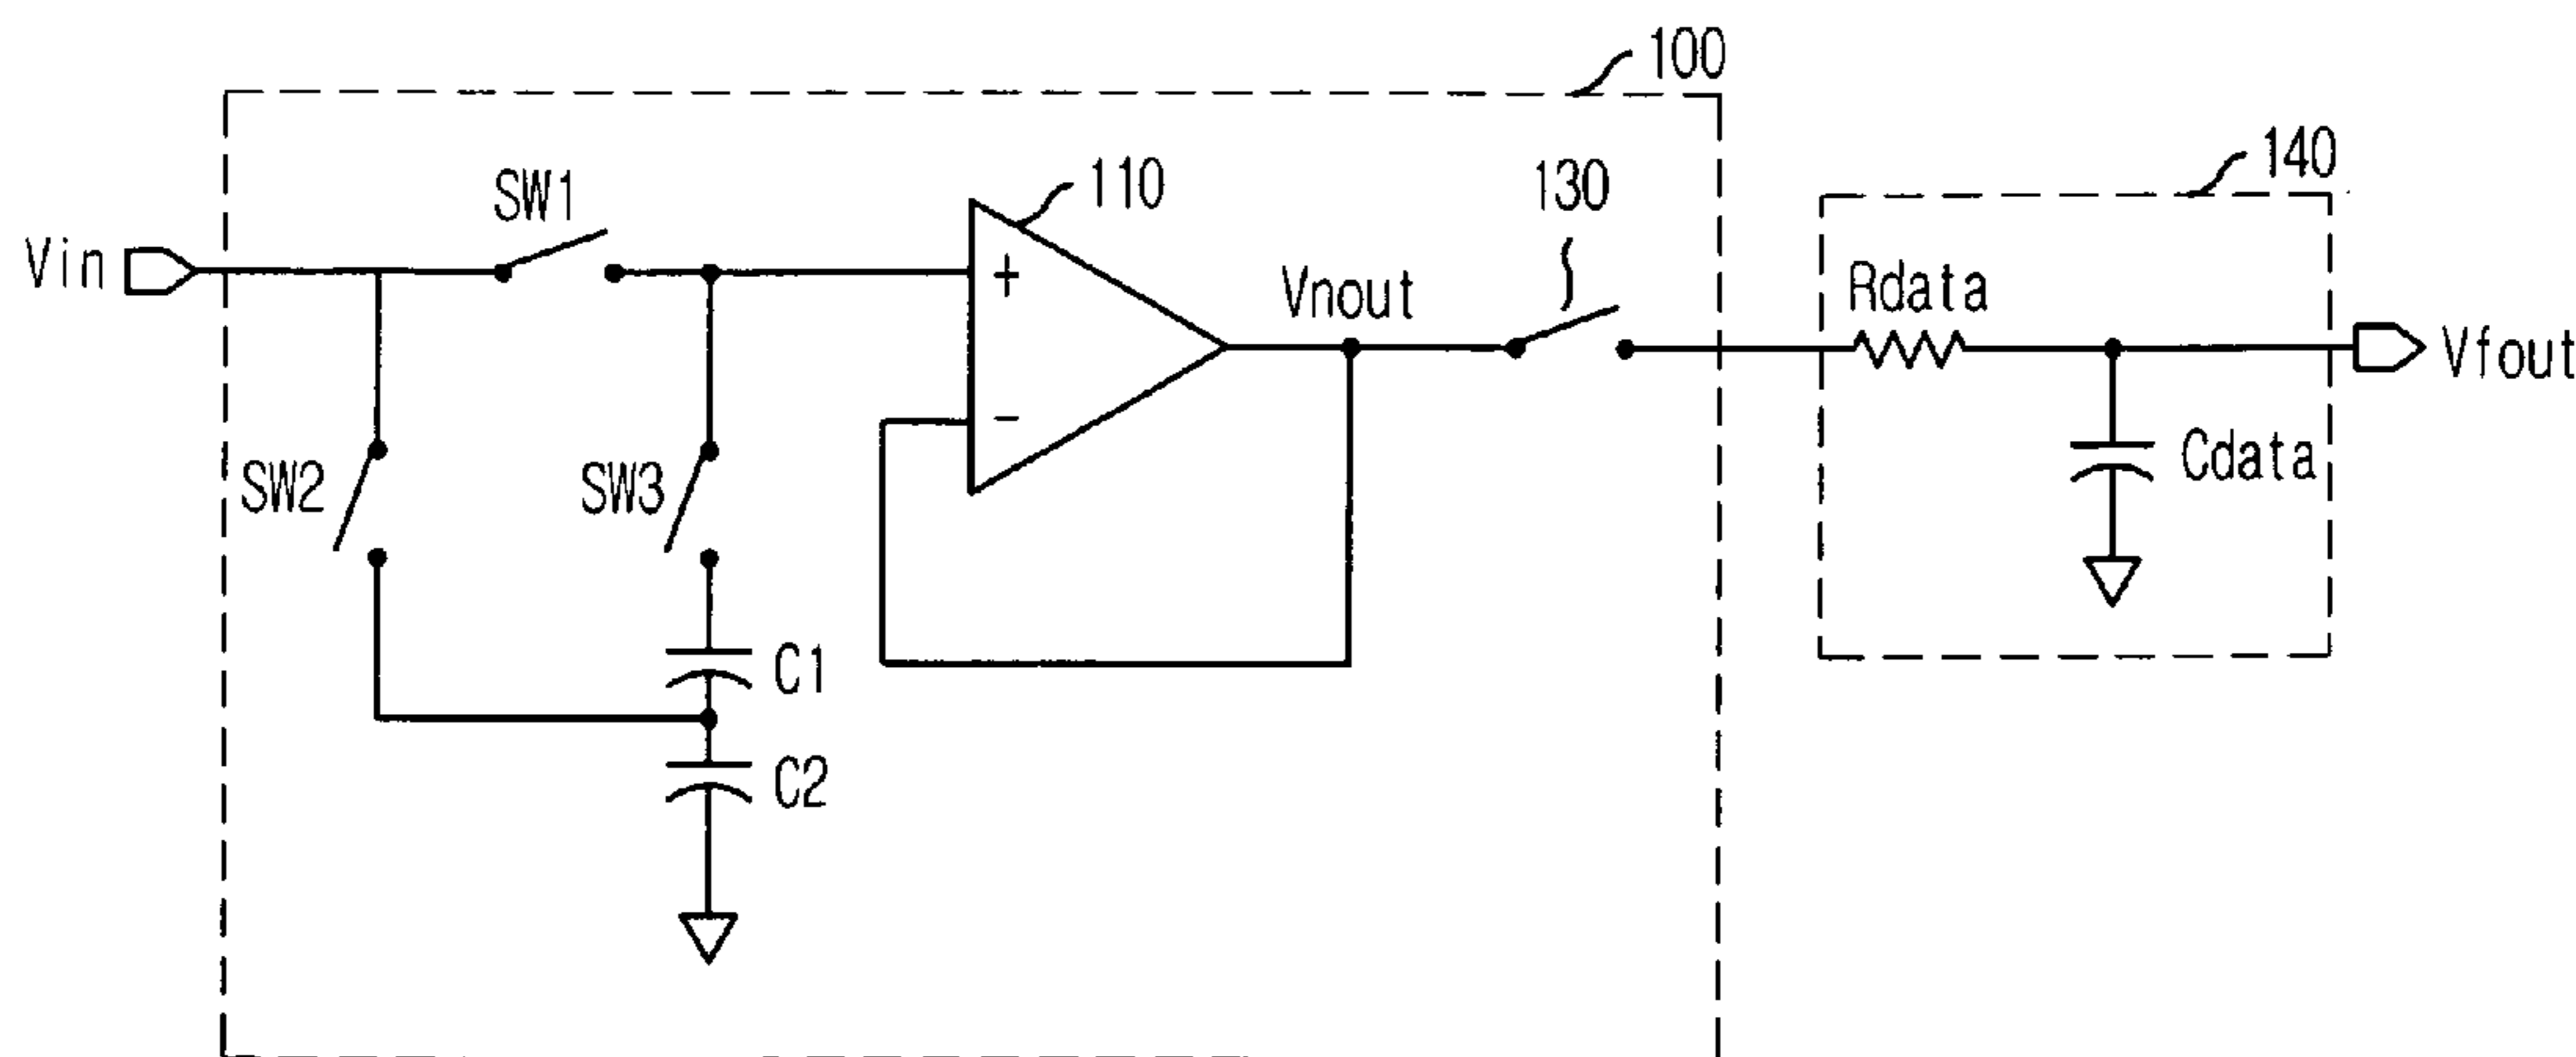 100
140
SW1
110
130
Vin
+
Vnout
Rdata
Vfout
-
SW2
SW3
Cdata
C1
C2